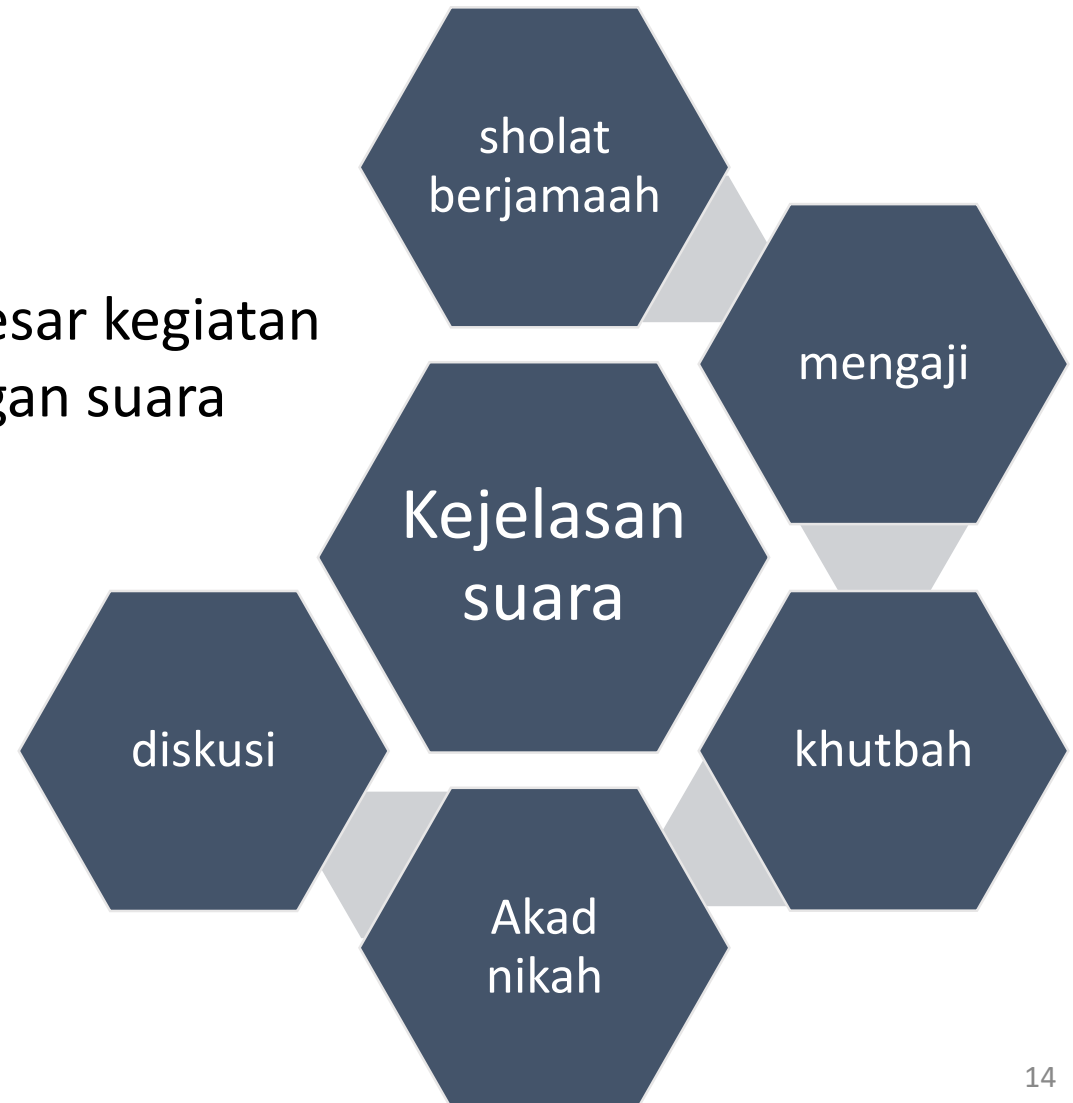 esar kegiatan
gan suara
sholat
berjamaah
mengaji
Kejelasan
suara
khutbah
Akad
nikah
diskusi
14